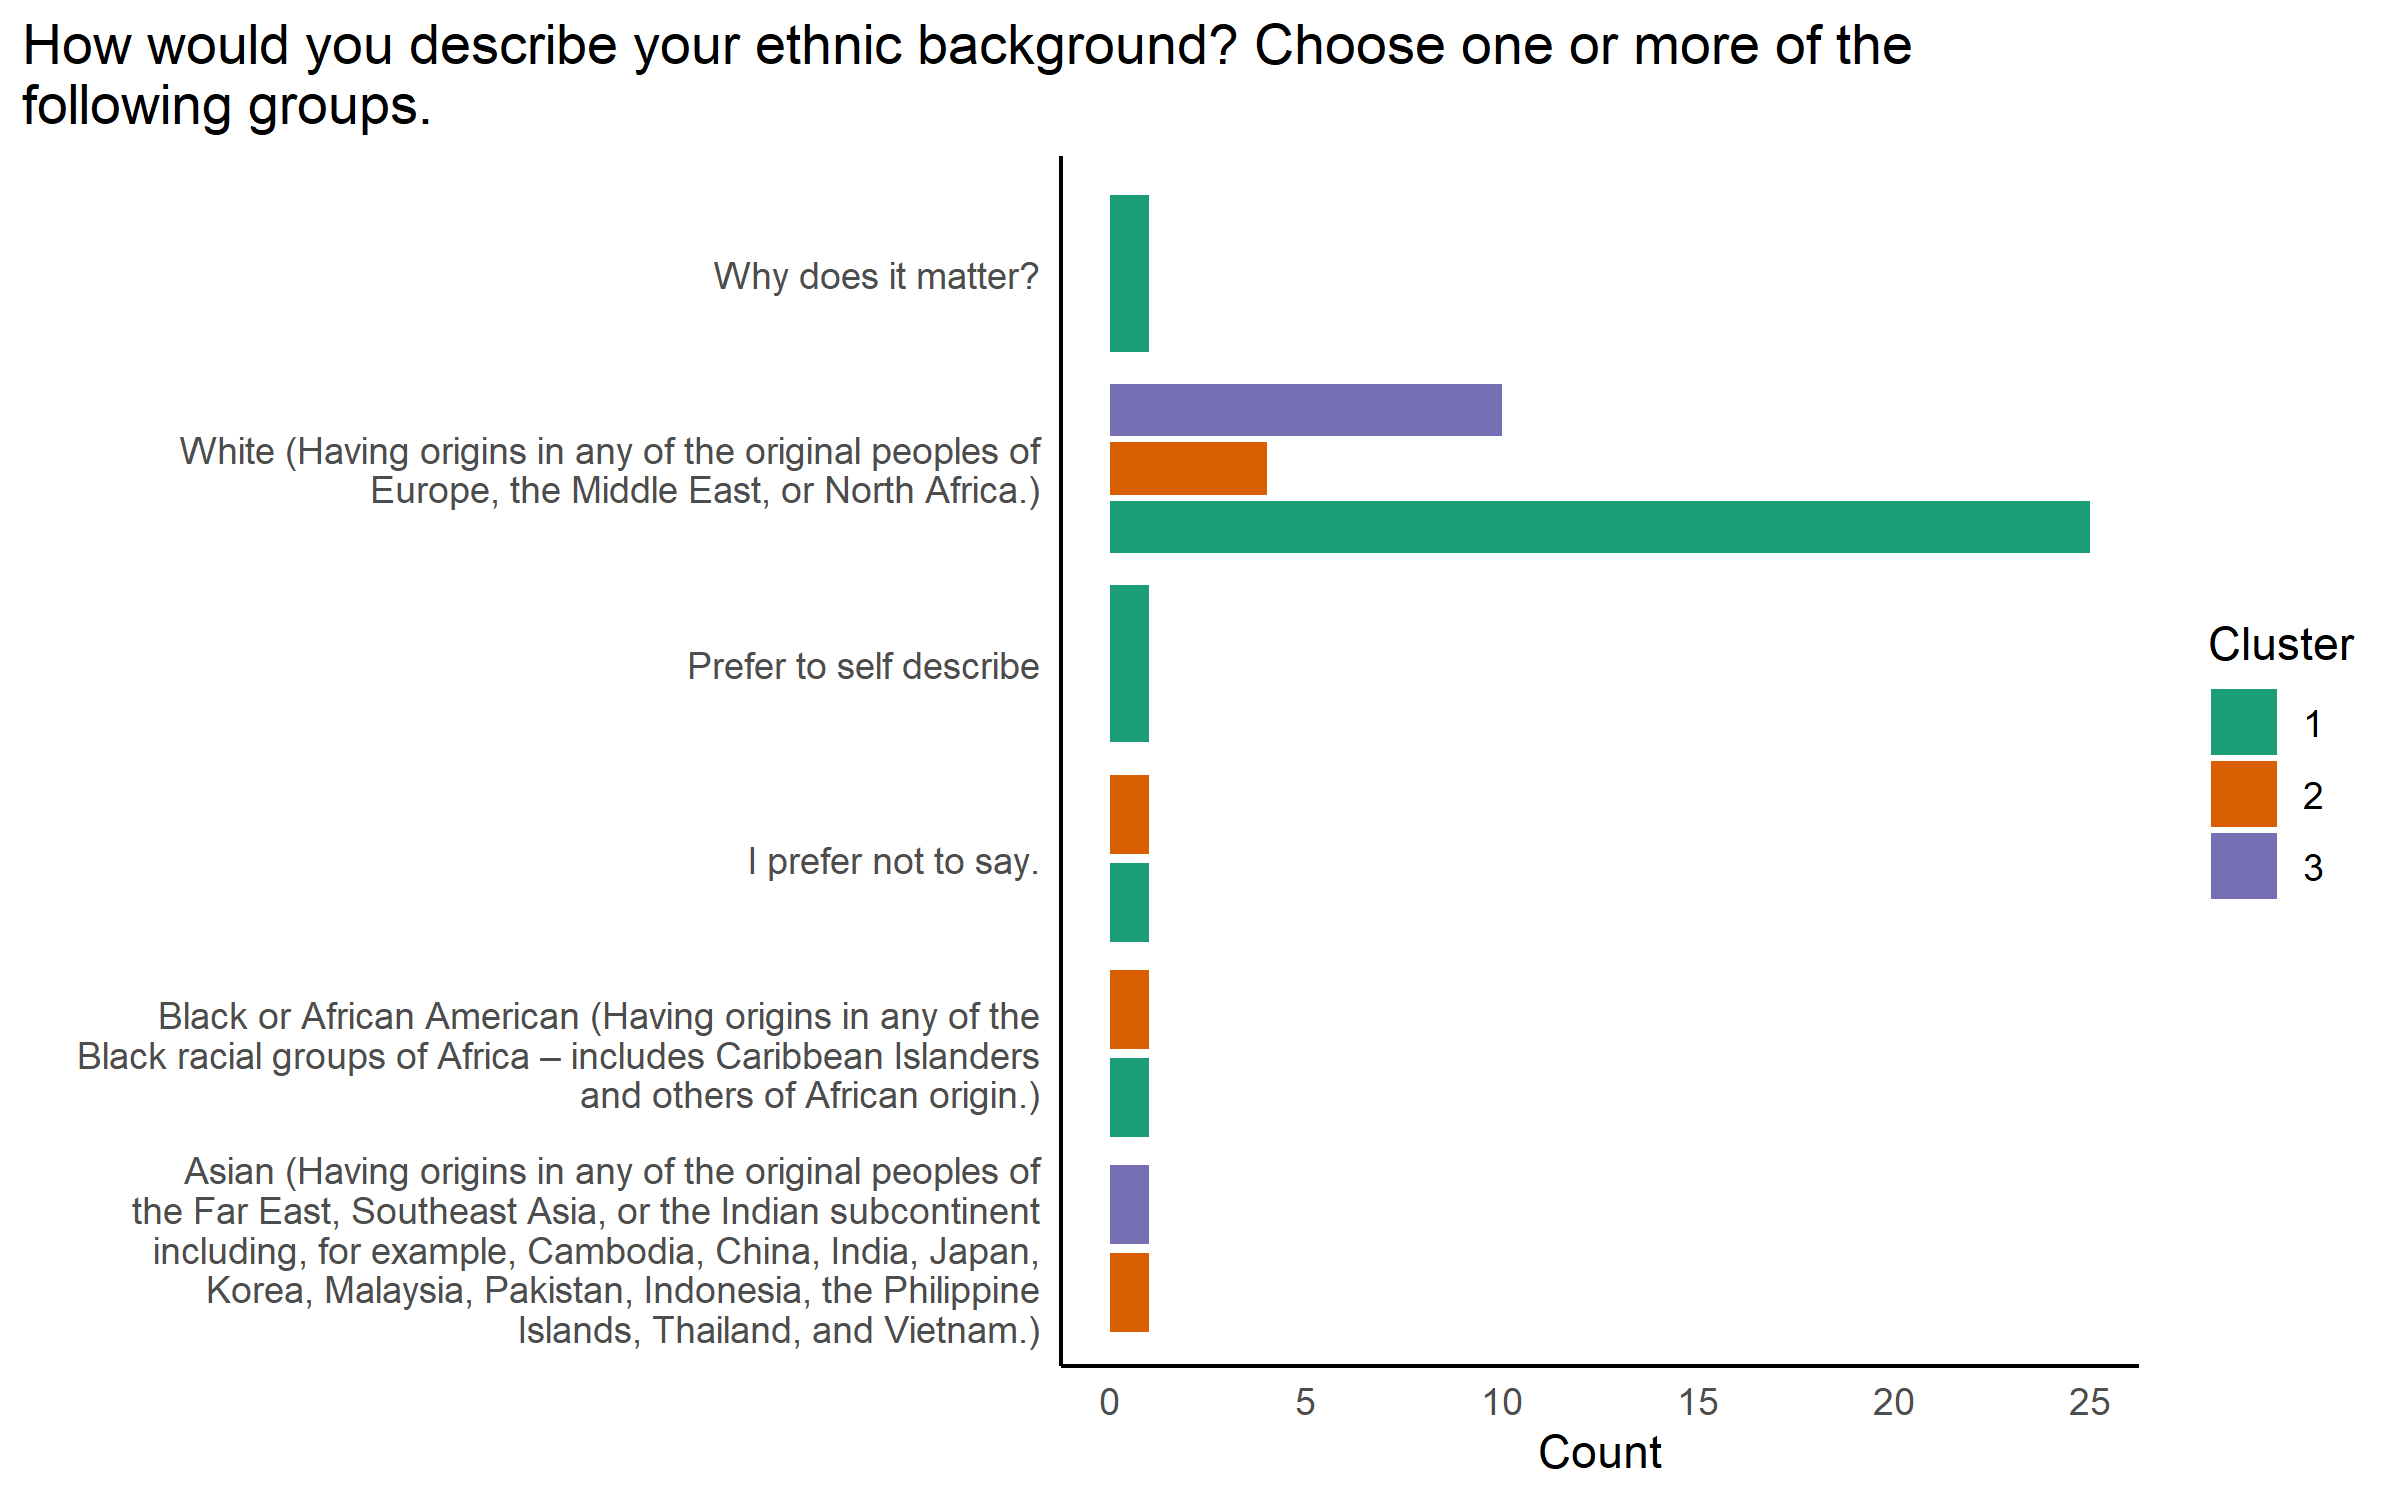 How would you describe your ethnic background? Choose one or more of the
following groups.
Why does it matter?
White (Having origins in any of the original peoples of
Europe, the Middle East, or North Africa.)
Prefer to self describe
I prefer not to say.
Black or African American (Having origins in any of the
Black racial groups of Africa – includes Caribbean Islanders
and others of African origin.)
Asian (Having origins in any of the original peoples of
the Far East, Southeast Asia, or the Indian subcontinent
including, for example, Cambodia, China, India, Japan,
Korea, Malaysia, Pakistan, Indonesia, the Philippine
Islands, Thailand, and Vietnam.)
0 5 10 15 20 25
Count
Cluster
1
2
3